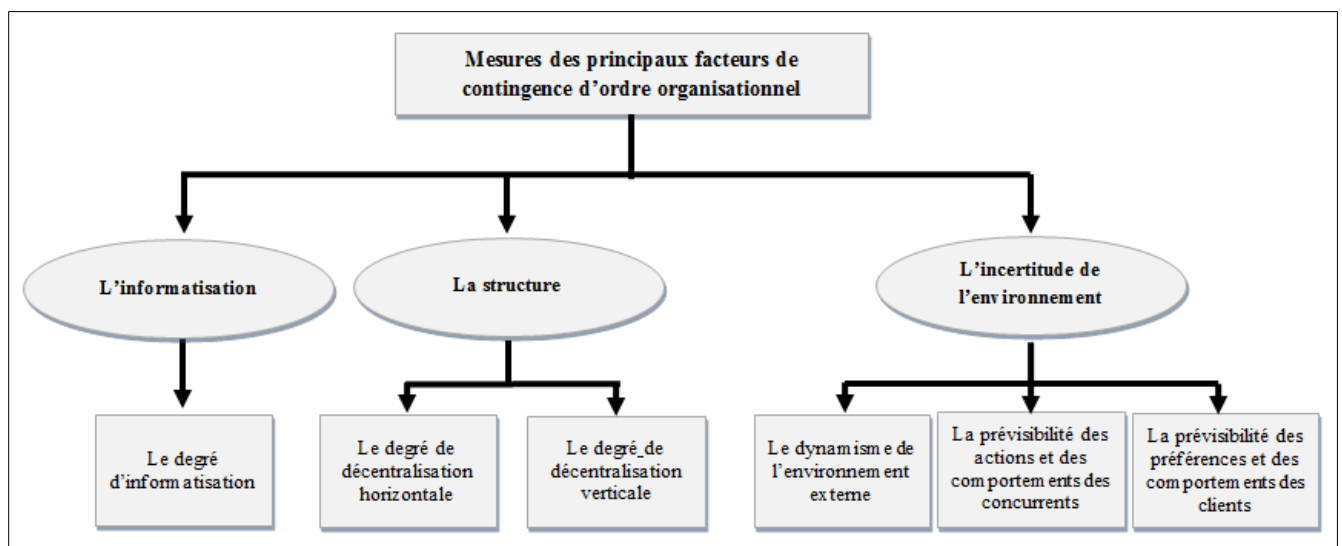 Mesures des principaux facteurs de
contingence d'ordre organisationnel
L'informatisation
La structure
L'incertitude de
l'environnement
Le degré
d'informatisation
Le degré de
décentralisation
horizontale
Le degré_de
décentralisation
verticale
Le dynamisme de
l'environnement
externe
La prévisibilité des
actions et des
comportements des
concurrents
La prévisibilité des
préférences et des
comportements des
clients